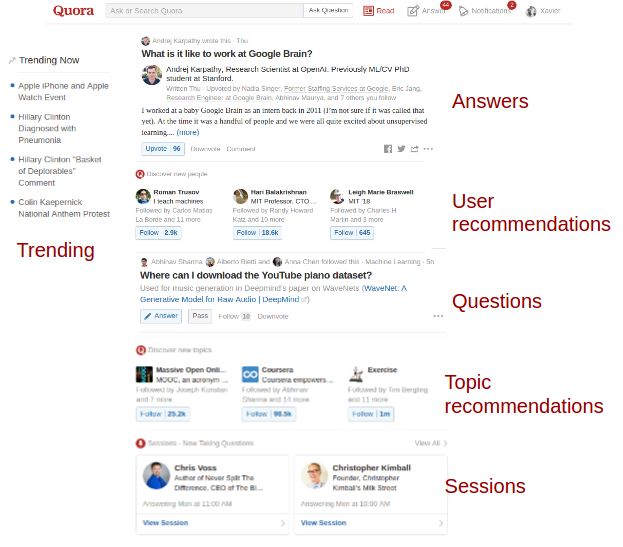 Quora
Ask or Search Quora
Ask Question
Read
Answer
44
Notifications
2
Xavier
Trending Now
Apple iPhone and Apple
Watch Event
Hillary Clinton
Diagnosed with
Pneumonia
Hillary Clinton "Basket
of Deplorables"
Comment
Colin Kaepernick
National Anthem Protest
Trending
Andrej Karpathy wrote this · Thu
What is it like to work at Google Brain?
Andrej Karpathy, Research Scientist at OpenAI. Previously ML/CV PhD
student at Stanford.
Written Thu · Upvoted by Nadia Singer, Former Staffing Services at Google, Eric Jang,
Research Engineer at Google Brain, Abhinav Maurya, and 7 others you follow
I worked at a baby Google Brain as an intern back in 2011 (I'm not sure if it was called that
yet). At the time it was a handful of people and we were all quite excited about unsupervised
learning.... (more)
Upvote 96 Downvote Comment
Answers
Discover new people
Roman Trusov
I teach machines
Followed by Carlos Matias
La Borde and 11 more
Follow 2.9k
Hari Balakrishnan
MIT Professor, CTO ...
Followed by Randy Howard
Katz and 10 more
Follow 18.6k
Leigh Marie Braswell
MIT '18
Followed by Charles H
Martin and 3 more
Follow 645
User
recommendations
Abhinav Sharma Alberto Bietti and Anna Chen followed this · Machine Learning · 5h
Where can I download the YouTube piano dataset?
Used for music generation in Deepmind's paper on WaveNets (WaveNet: A
Generative Model for Raw Audio | DeepMind)
Answer Pass Follow 10 Downvote
Questions
Discover new topics
Massive Open Onli...
MOOC, an acronym ...
Followed by Joseph Konstan
and 7 more
Follow 25.2k
Coursera
Coursera empowers...
Followed by Abhinav
Sharma and 14 more
Follow 98.5k
Exercise
Followed by Tim Bergling
and 11 more
Follow 1m
Topic
recommendations
Sessions - Now Taking Questions
View All
Chris Voss
Author of Never Split The
Difference, CEO of The Bl...
Answering Mon at 11:00 AM
View Session
Christopher Kimball
Founder, Christopher
Kimball's Milk Street
Answering Mon at 10:00 AM
View Session
Sessions